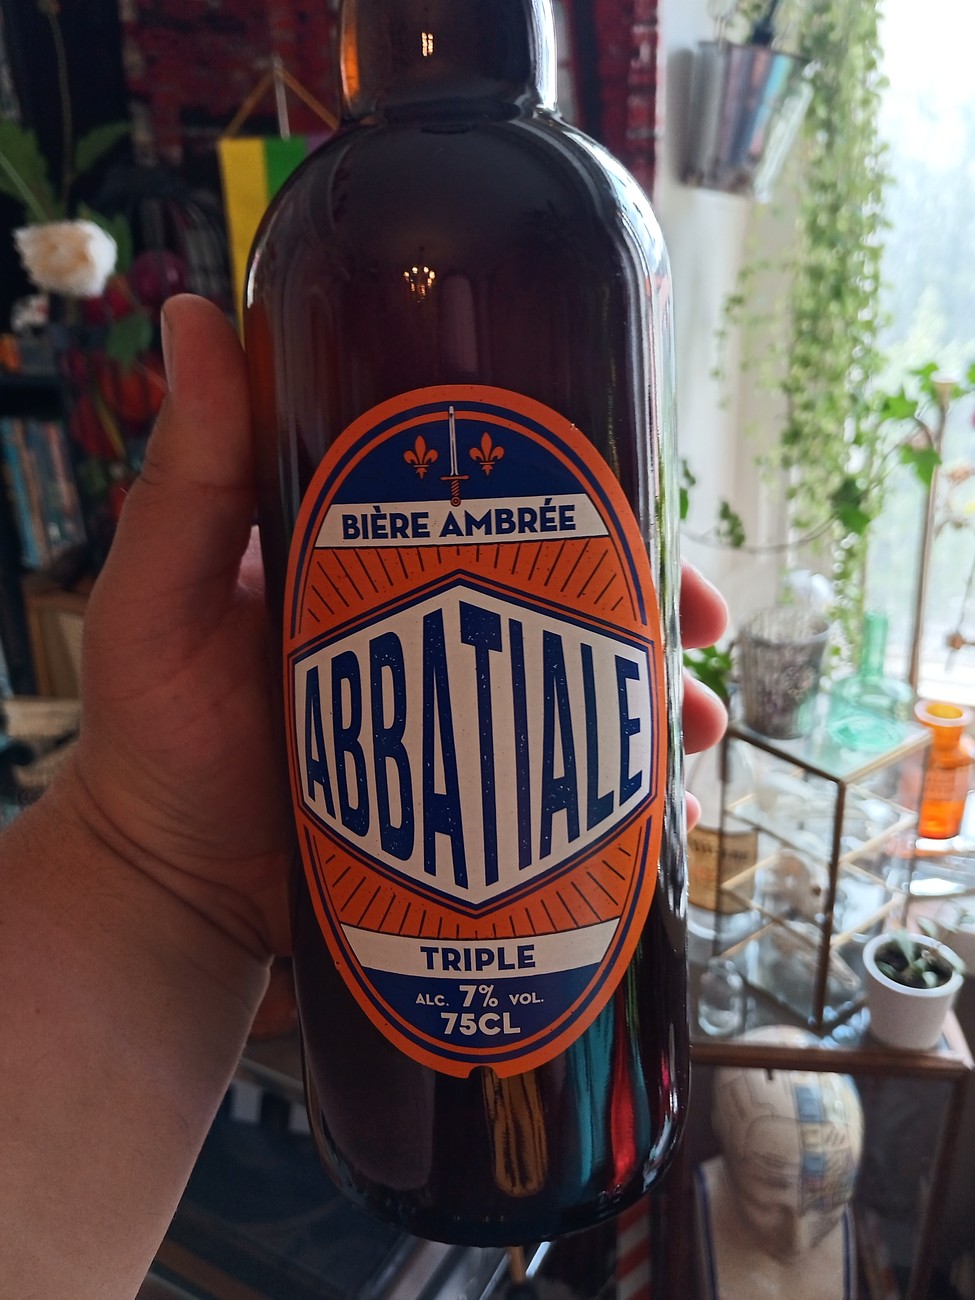 BIÈRE AMBRÉE
ABBATIALE
TRIPLE
ALC. 7% VOL.
75CL